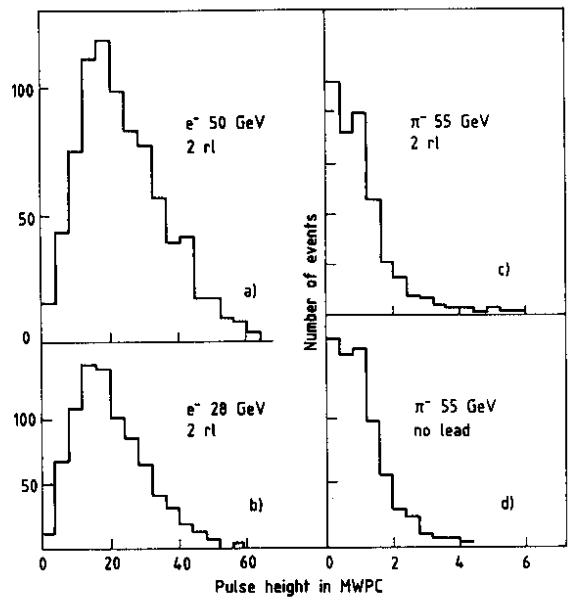 100
50
0
e⁻ 50 GeV
2 rl
a)
100
50
e⁻ 28 GeV
2 rl
b)
0 20 40 60
Number of events
π⁻ 55 GeV
2 rl
c)
π⁻ 55 GeV
no lead
d)
0 2 4 6
Pulse height in MWPC